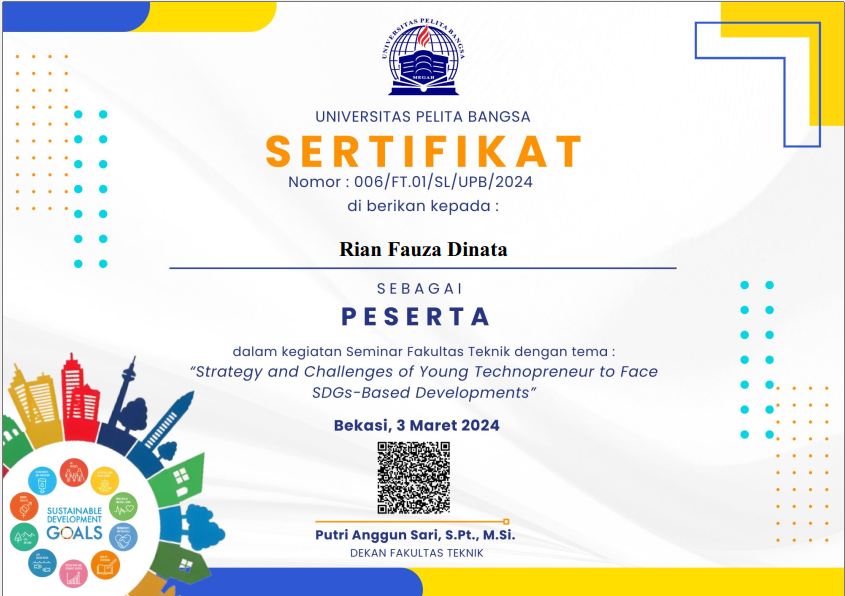 UNIVERSITAS PELITA BANGSA
MEGAH
UNIVERSITAS PELITA BANGSA
SERTIFIKAT
Nomor : 006/FT.01/SL/UPB/2024
di berikan kepada :
Rian Fauza Dinata
SEBAGAI
PESERTA
dalam kegiatan Seminar Fakultas Teknik dengan tema :
“Strategy and Challenges of Young Technopreneur to Face
SDGs-Based Developments”
Bekasi, 3 Maret 2024
Putri Anggun Sari, S.Pt., M.Si.
DEKAN FAKULTAS TEKNIK
SUSTAINABLE
DEVELOPMENT
GOALS